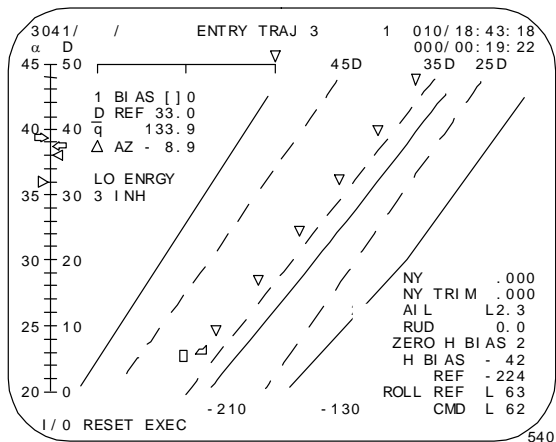 3041/ / ENTRY TRAJ 3 1 010/18:43:18
000/00:19:22
α D
45 50 45D 35D 25D
1 BIAS [ ] 0
D REF 33.0
q̅ 133.9
40 40
△ AZ - 8.9
LO ENRGY
35 30
3 INH
30 20
NY .000
NY TRIM .000
AIL L2.3
25 10
RUD 0.0
ZERO H BIAS 2
H BIAS - 42
REF -224
20 0
ROLL REF L 63
-210 -130 CMD L 62
I/O RESET EXEC
540